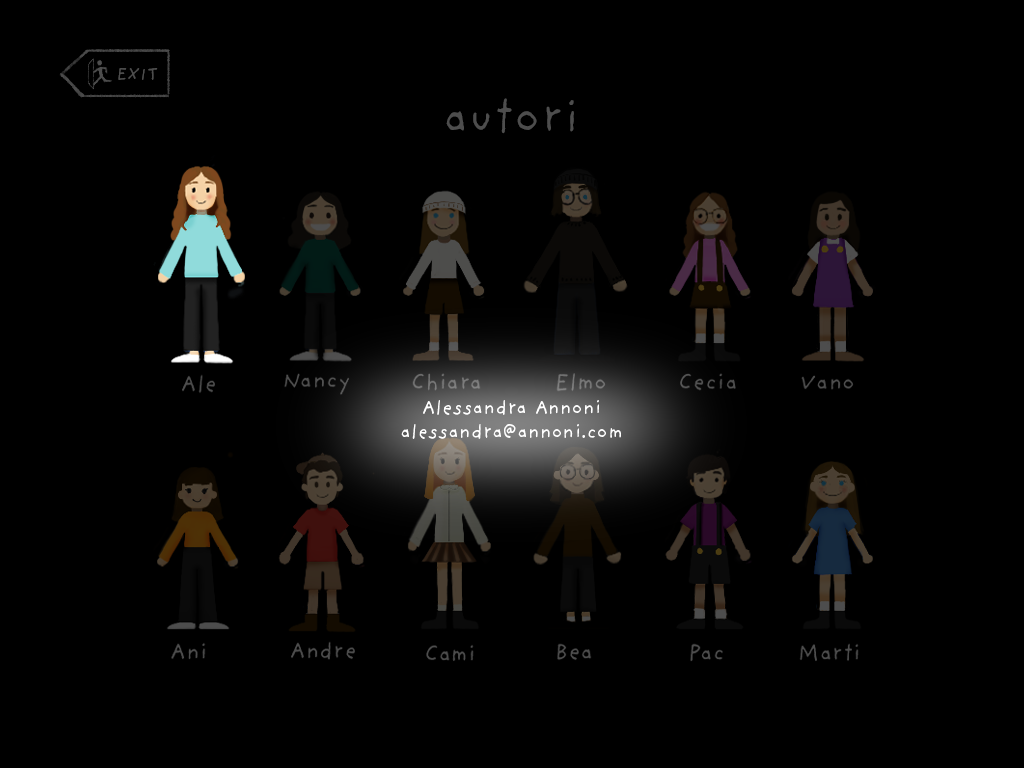 EXIT
autori
Ale Nancy Chiara Elmo Cecia Vano
Alessandra Annoni
alessandra@annoni.com
Ani Andre Cami Bea Pac Marti